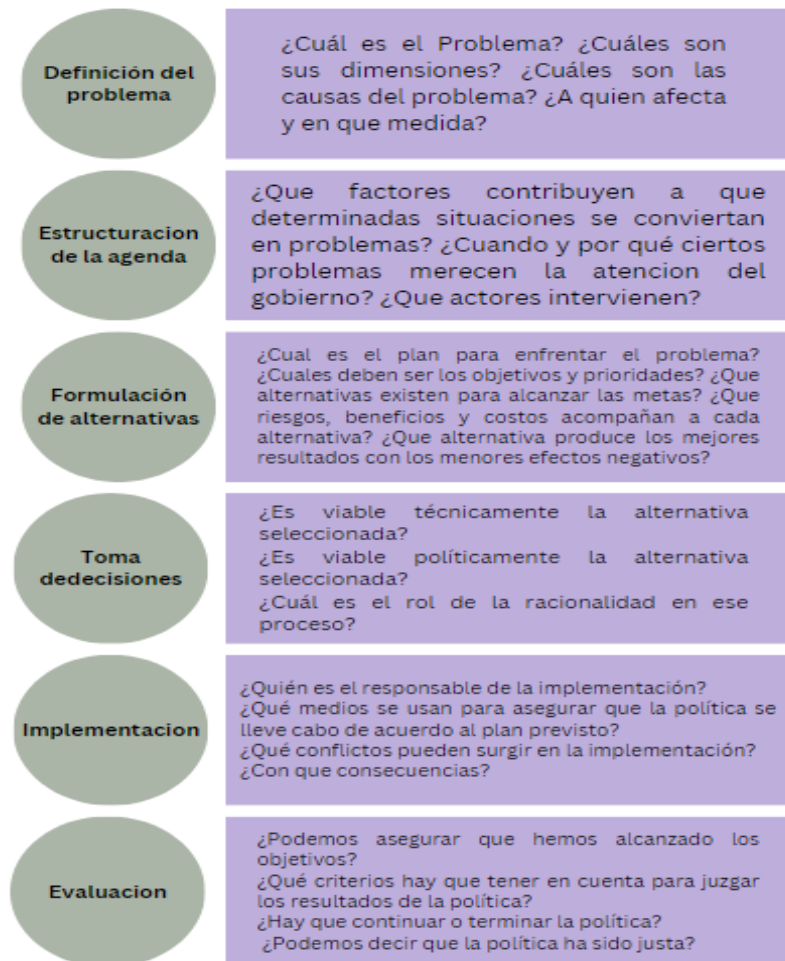 Definición del
problema
¿Cuál es el Problema? ¿Cuáles son
sus dimensiones? ¿Cuáles son las
causas del problema? ¿A quien afecta
y en que medida?
Estructuracion
de la agenda
¿Que factores contribuyen a que
determinadas situaciones se conviertan
en problemas? ¿Cuando y por qué ciertos
problemas merecen la atencion del
gobierno? ¿Que actores intervienen?
Formulación
de alternativas
¿Cual es el plan para enfrentar el problema?
¿Cuales deben ser los objetivos y prioridades? ¿Que
alternativas existen para alcanzar las metas? ¿Que
riesgos, beneficios y costos acompañan a cada
alternativa? ¿Que alternativa produce los mejores
resultados con los menores efectos negativos?
Toma
dedecisiones
¿Es viable técnicamente la alternativa
seleccionada?
¿Es viable políticamente la alternativa
seleccionada?
¿Cuál es el rol de la racionalidad en ese
proceso?
Implementacion
¿Quién es el responsable de la implementación?
¿Qué medios se usan para asegurar que la política se
lleve cabo de acuerdo al plan previsto?
¿Qué conflictos pueden surgir en la implementación?
¿Con que consecuencias?
Evaluacion
¿Podemos asegurar que hemos alcanzado los
objetivos?
¿Qué criterios hay que tener en cuenta para juzgar
los resultados de la política?
¿Hay que continuar o terminar la política?
¿Podemos decir que la política ha sido justa?